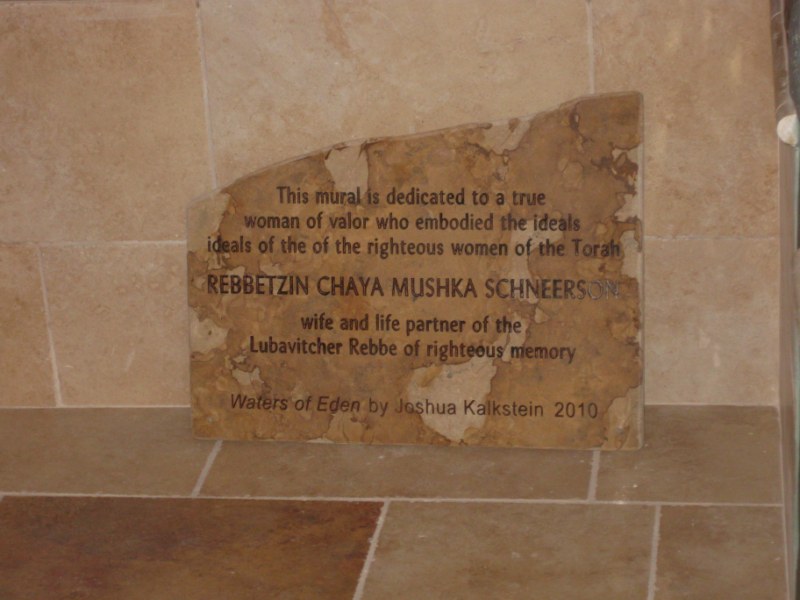 This mural is dedicated to a true
woman of valor who embodied the ideals
ideals of the of the righteous women of the Torah
REBBETZIN CHAYA MUSHKA SCHNEERSON
wife and life partner of the
Lubavitcher Rebbe of righteous memory
Waters of Eden by Joshua Kalkstein 2010